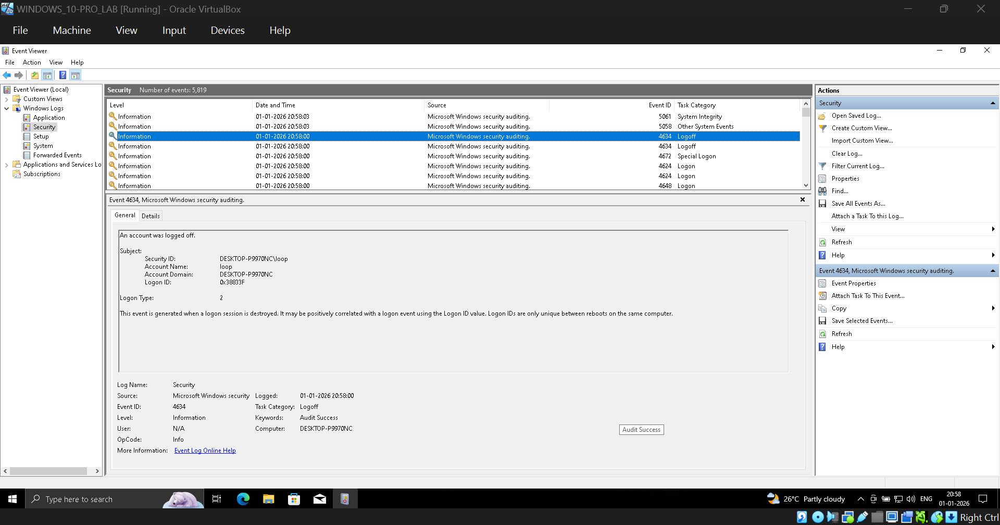 WINDOWS_10-PRO_LAB [Running] - Oracle VirtualBox
File Machine View Input Devices Help
Event Viewer
File Action View Help
Event Viewer (Local)
Custom Views
Windows Logs
Application
Security
Setup
System
Forwarded Events
Applications and Services Lo
Subscriptions
Security Number of events: 5,819
Level Date and Time Source Event ID Task Category
Information 01-01-2026 20:58:03 Microsoft Windows security auditing. 5061 System Integrity
Information 01-01-2026 20:58:03 Microsoft Windows security auditing. 5058 Other System Events
Information 01-01-2026 20:58:00 Microsoft Windows security auditing. 4634 Logoff
Information 01-01-2026 20:58:00 Microsoft Windows security auditing. 4634 Logoff
Information 01-01-2026 20:58:00 Microsoft Windows security auditing. 4672 Special Logon
Information 01-01-2026 20:58:00 Microsoft Windows security auditing. 4624 Logon
Information 01-01-2026 20:58:00 Microsoft Windows security auditing. 4624 Logon
Information 01-01-2026 20:58:00 Microsoft Windows security auditing. 4648 Logon
Event 4634, Microsoft Windows security auditing.
General Details
An account was logged off.
Subject:
Security ID: DESKTOP-P9970NC\loop
Account Name: loop
Account Domain: DESKTOP-P9970NC
Logon ID: 0x38833F
Logon Type: 2
This event is generated when a logon session is destroyed. It may be positively correlated with a logon event using the Logon ID value. Logon IDs are only unique between reboots on the same computer.
Log Name: Security
Source: Microsoft Windows security Logged: 01-01-2026 20:58:00
Event ID: 4634 Task Category: Logoff
Level: Information Keywords: Audit Success
User: N/A Computer: DESKTOP-P9970NC
OpCode: Info
More Information: Event Log Online Help
Audit Success
Actions
Security
Open Saved Log...
Create Custom View...
Import Custom View...
Clear Log...
Filter Current Log...
Properties
Find...
Save All Events As...
Attach a Task To this Log...
View
Refresh
Help
Event 4634, Microsoft Windows security auditing.
Event Properties
Attach Task To This Event...
Copy
Save Selected Events...
Refresh
Help
Type here to search
26°C Partly cloudy
ENG
20:58
01-01-2026
Right Ctrl